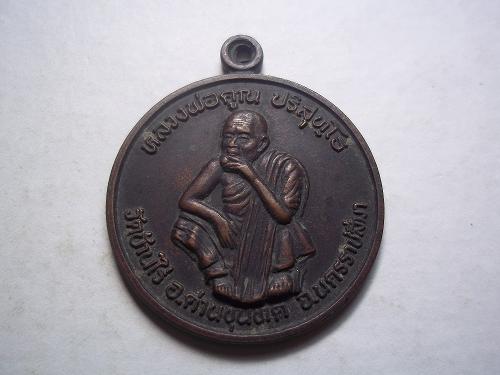 หลวงพ่อคูณ ปริสุทฺโธ
วัดบ้านไร่ อ.ด่านขุนทด จ.นครราชสีมา